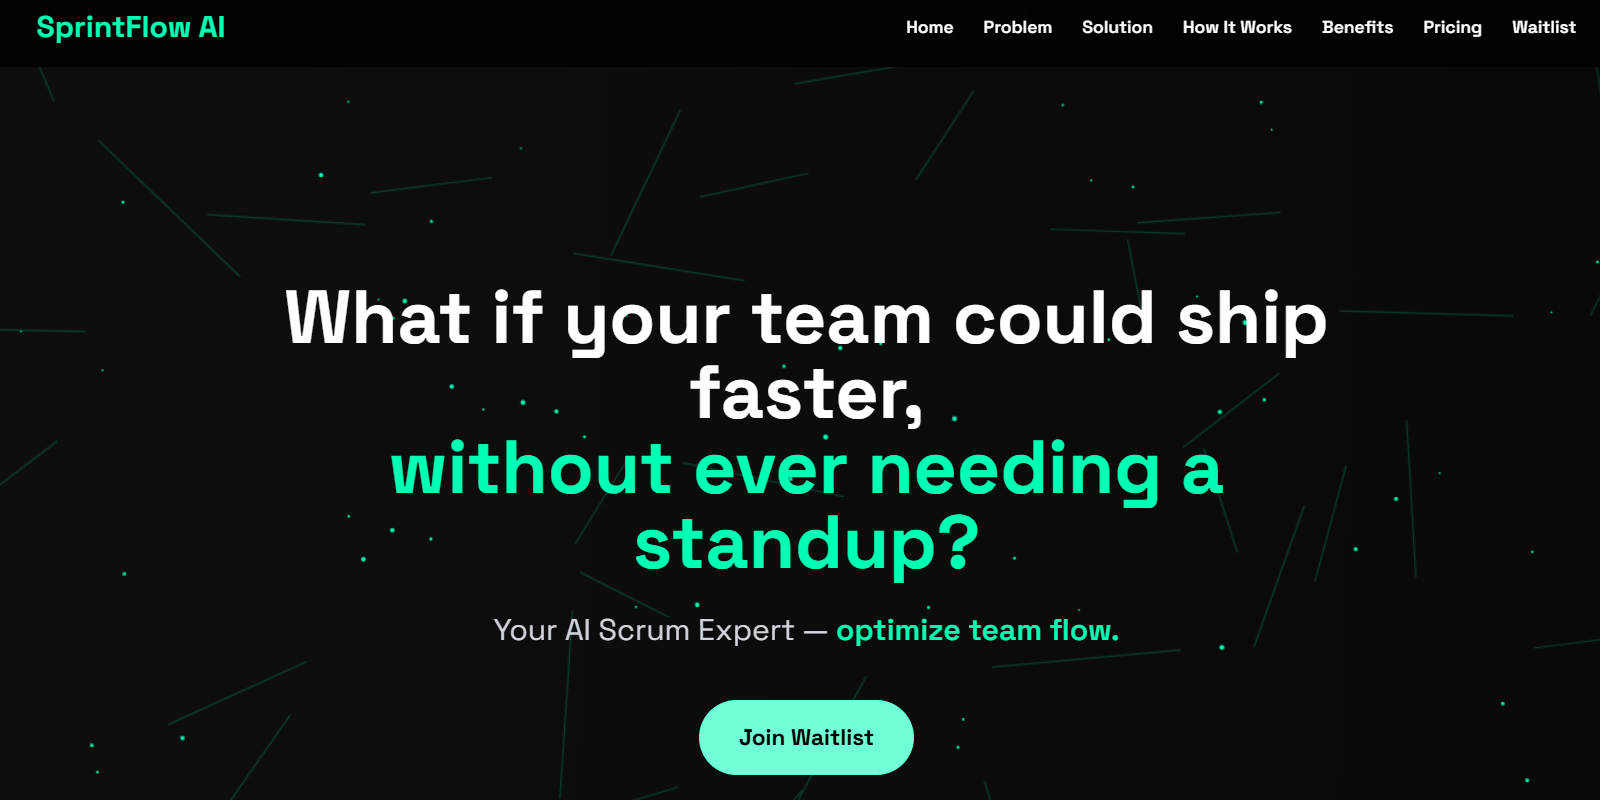 SprintFlow AI
Home Problem Solution How It Works Benefits Pricing Waitlist
What if your team could ship
faster,
without ever needing a
standup?
Your AI Scrum Expert — optimize team flow.
Join Waitlist